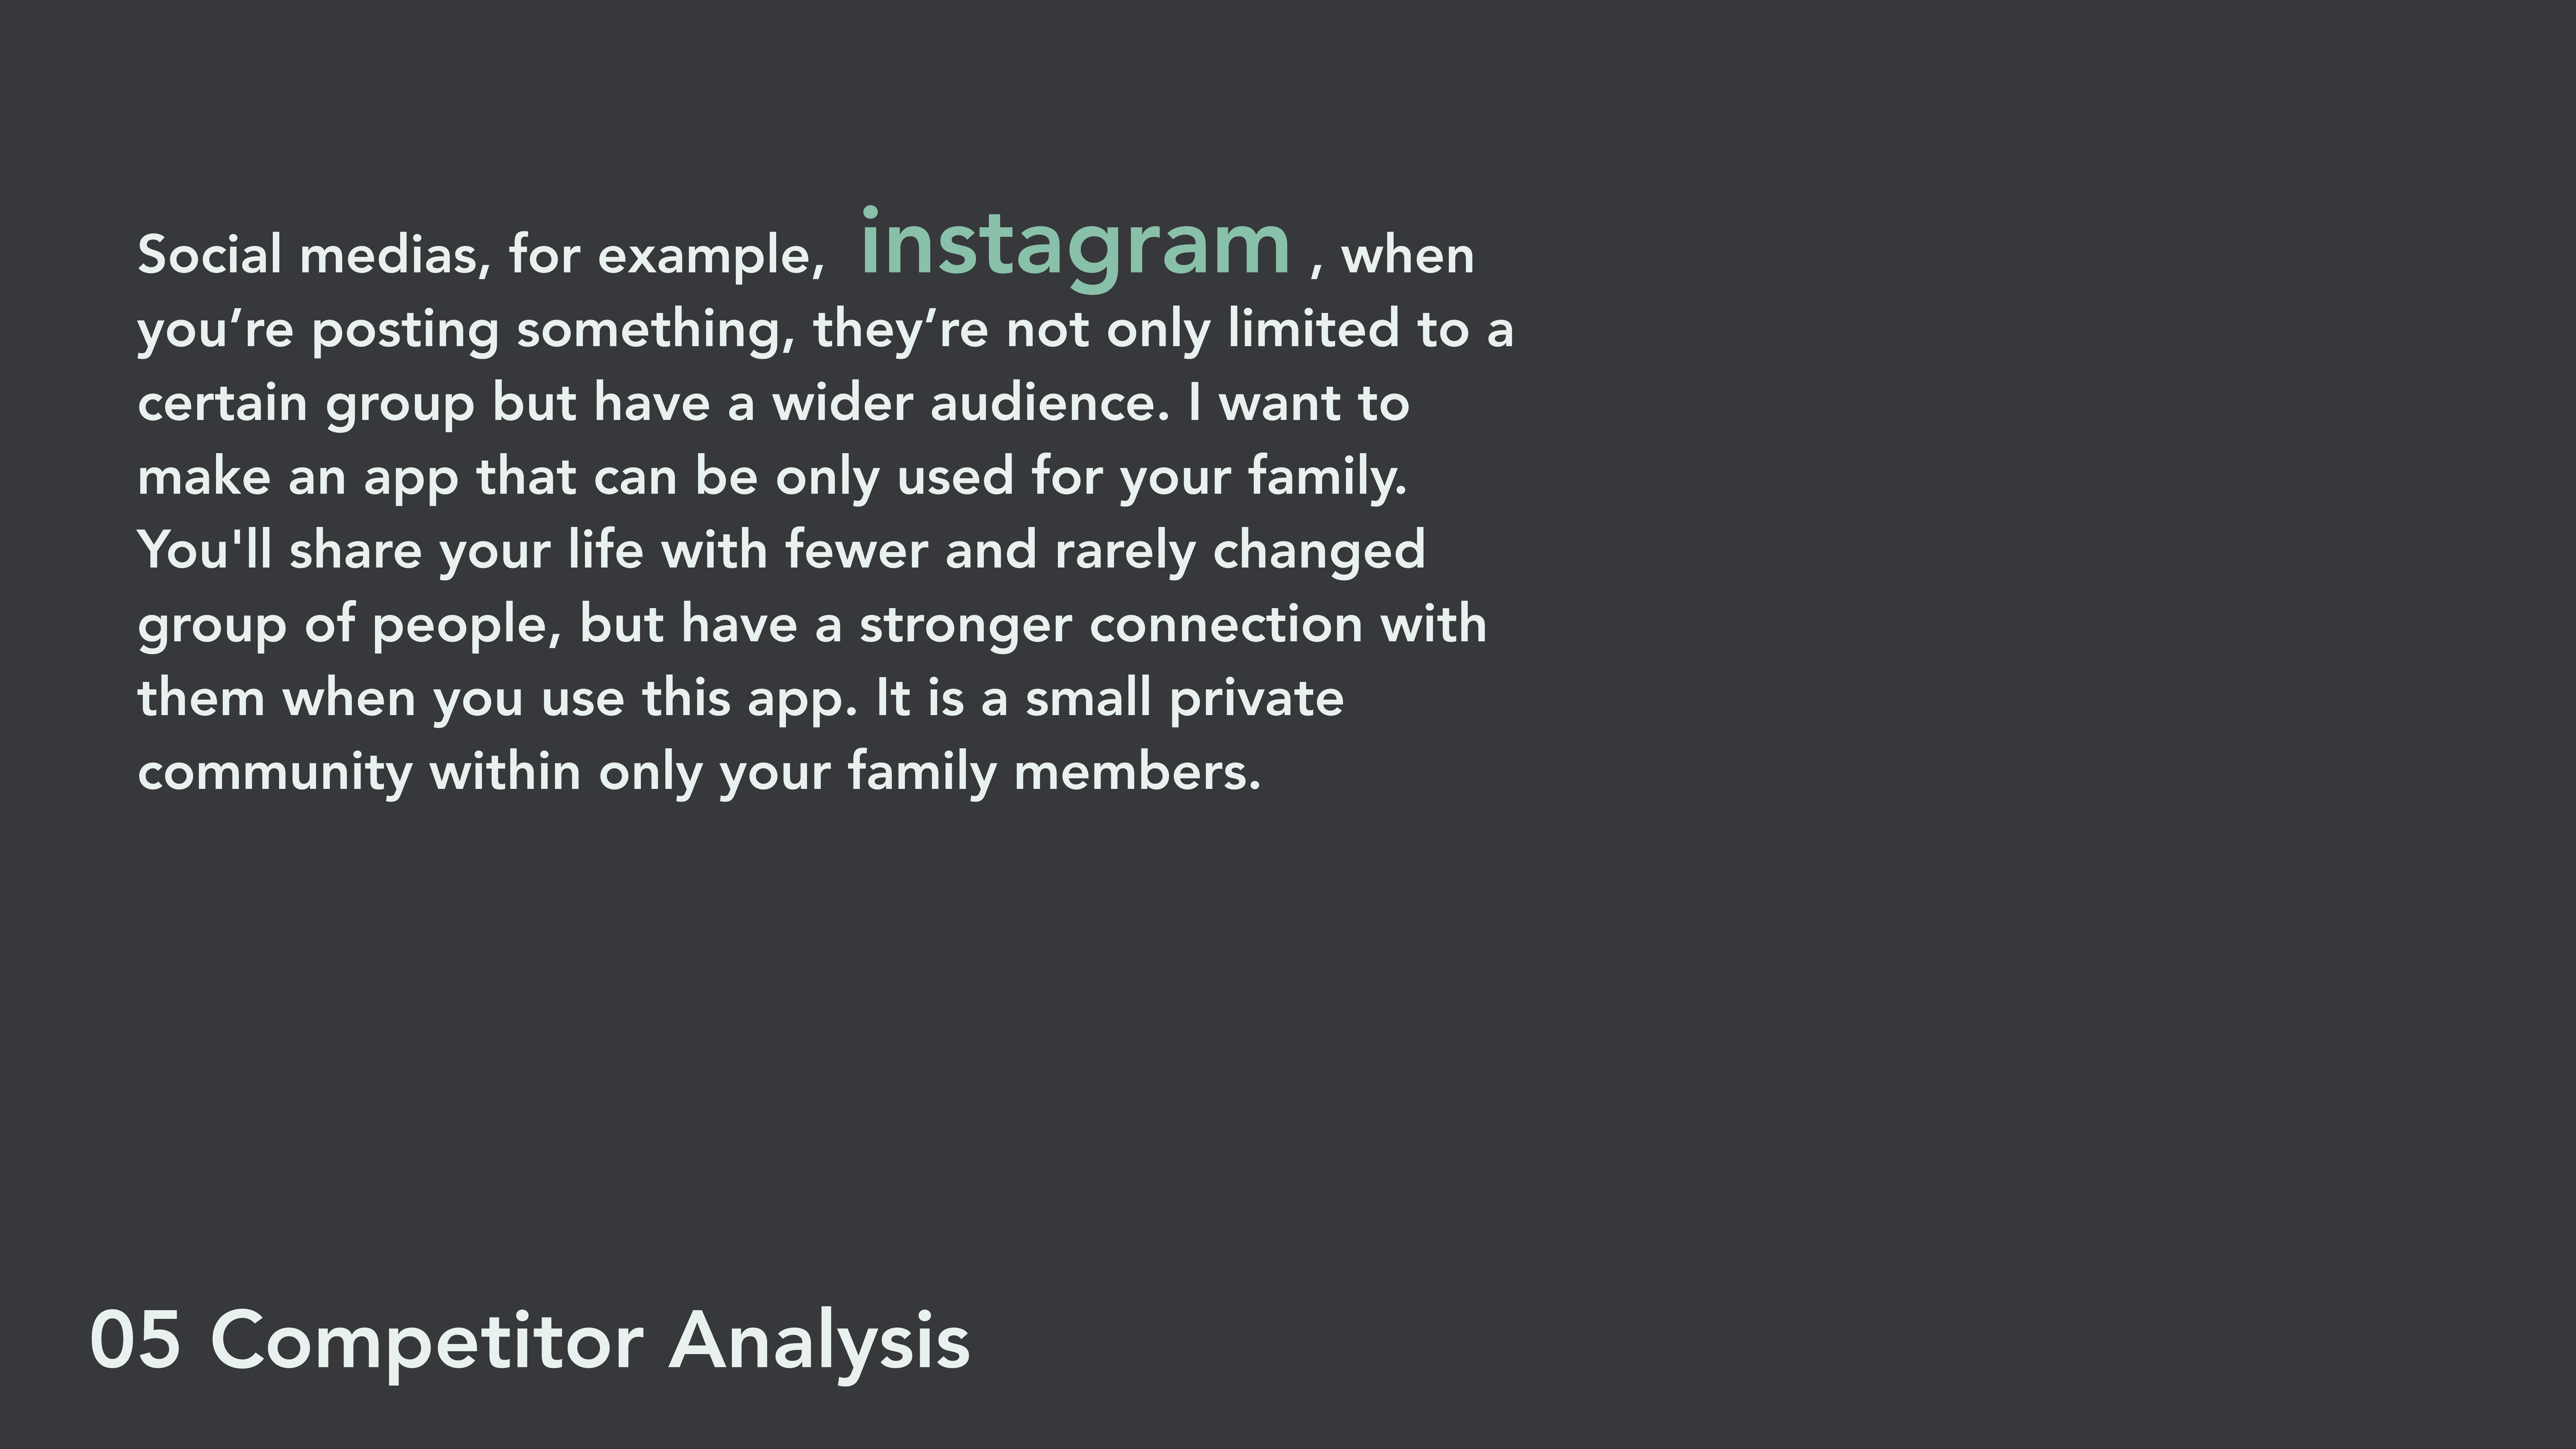 Social medias, for example, instagram , when
you’re posting something, they’re not only limited to a
certain group but have a wider audience. I want to
make an app that can be only used for your family.
You'll share your life with fewer and rarely changed
group of people, but have a stronger connection with
them when you use this app. It is a small private
community within only your family members.
05 Competitor Analysis